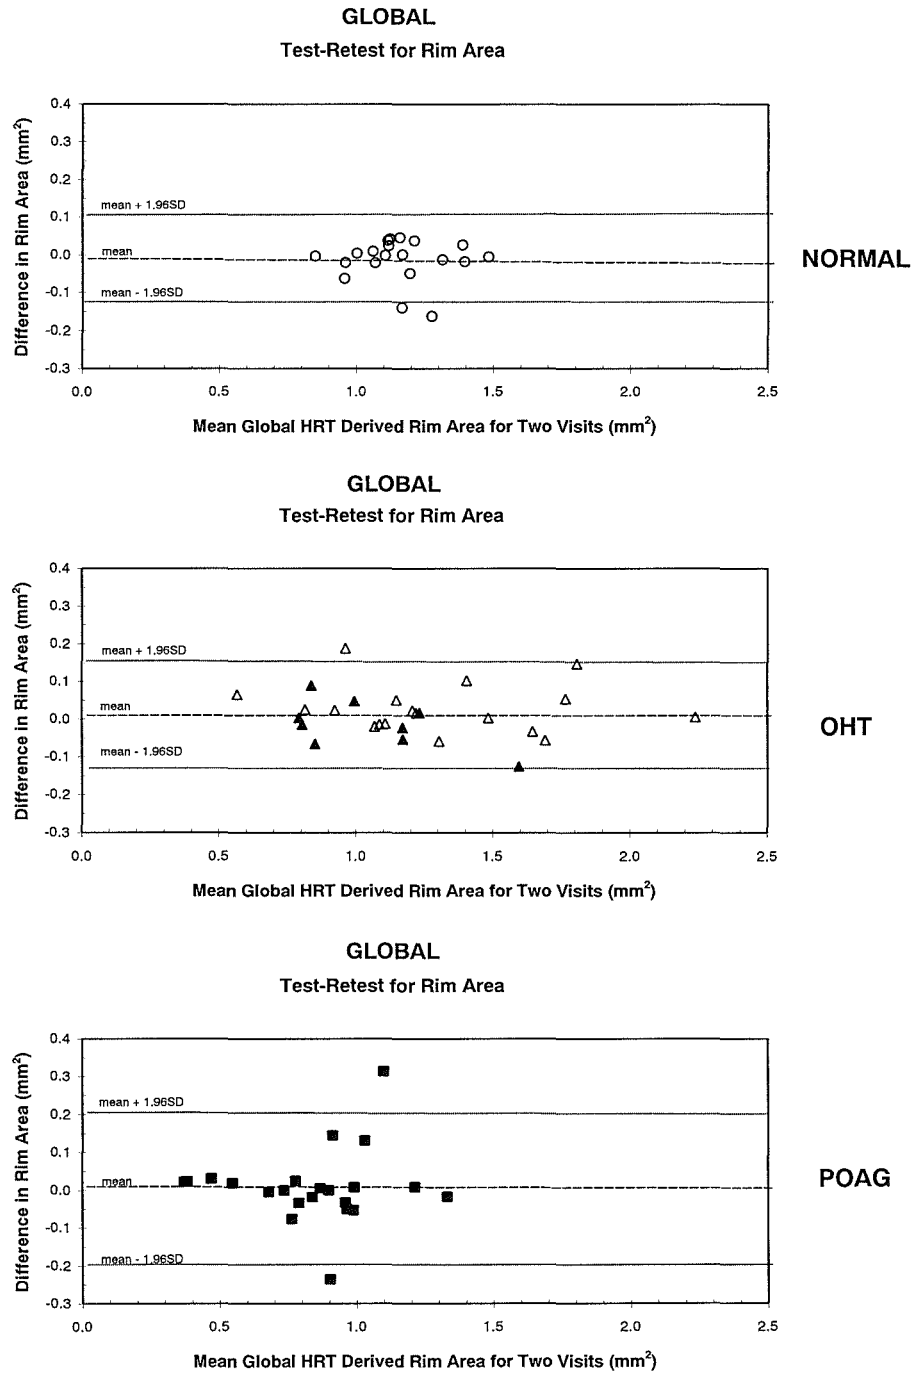 GLOBAL
Test-Retest for Rim Area
Difference in Rim Area (mm²)
0.4
0.3
0.2
0.1
0.0
-0.1
-0.2
-0.3
mean + 1.96SD
mean
mean - 1.96SD
NORMAL
0.0 0.5 1.0 1.5 2.0 2.5
Mean Global HRT Derived Rim Area for Two Visits (mm²)
GLOBAL
Test-Retest for Rim Area
Difference in Rim Area (mm²)
0.4
0.3
0.2
0.1
0.0
-0.1
-0.2
-0.3
mean + 1.96SD
mean
mean - 1.96SD
OHT
0.0 0.5 1.0 1.5 2.0 2.5
Mean Global HRT Derived Rim Area for Two Visits (mm²)
GLOBAL
Test-Retest for Rim Area
Difference in Rim Area (mm²)
0.4
0.3
0.2
0.1
0.0
-0.1
-0.2
-0.3
mean + 1.96SD
mean
mean - 1.96SD
POAG
0.0 0.5 1.0 1.5 2.0 2.5
Mean Global HRT Derived Rim Area for Two Visits (mm²)